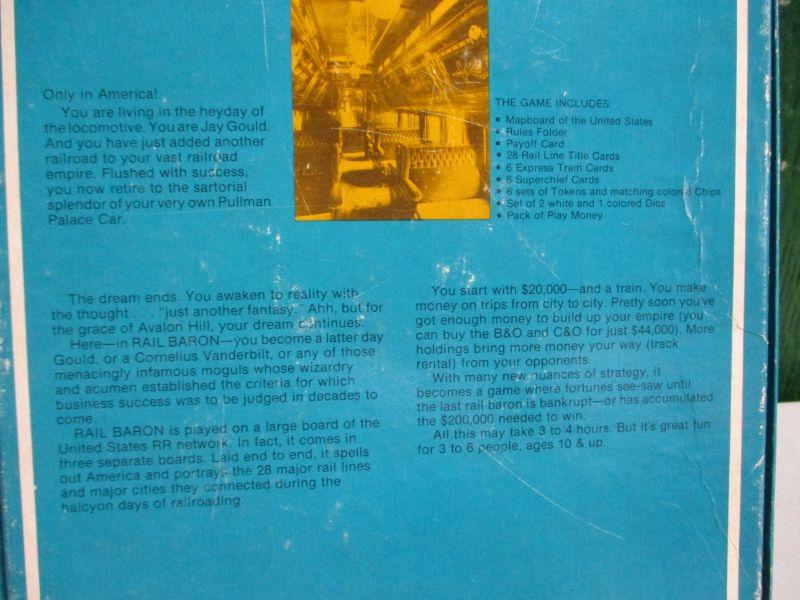 Only in America!
You are living in the heyday of
the locomotive. You are Jay Gould.
And you have just added another
railroad to your vast railroad
empire. Flushed with success,
you now retire to the sartorial
splendor of your very own Pullman
Palace Car.
THE GAME INCLUDES:
• Mapboard of the United States
• Rules Folder
• Payoff Card
• 28 Rail Line Title Cards
• 6 Express Train Cards
• 6 Superchief Cards
• 6 sets of Tokens and matching colored Chips
• Set of 2 white and 1 colored Dice
• Pack of Play Money
The dream ends. You awaken to reality with
the thought . . . "just another fantasy." Ahh, but for
the grace of Avalon Hill, your dream continues.
Here—in RAIL BARON—you become a latter day
Gould, or a Cornelius Vanderbilt, or any of those
menacingly infamous moguls whose wizardry
and acumen established the criteria for which
business success was to be judged in decades to
come.
RAIL BARON is played on a large board of the
United States RR network. In fact, it comes in
three separate boards. Laid end to end, it spells
out America and portrays the 28 major rail lines
and major cities they connected during the
halcyon days of railroading.
You start with $20,000—and a train. You make
money on trips from city to city. Pretty soon you've
got enough money to build up your empire (you
can buy the B&O and C&O for just $44,000). More
holdings bring more money your way (track
rental) from your opponents.
With many new nuances of strategy, it
becomes a game where fortunes see-saw until
the last rail baron is bankrupt—or has accumulated
the $200,000 needed to win.
All this may take 3 to 4 hours. But it's great fun
for 3 to 6 people, ages 10 & up.